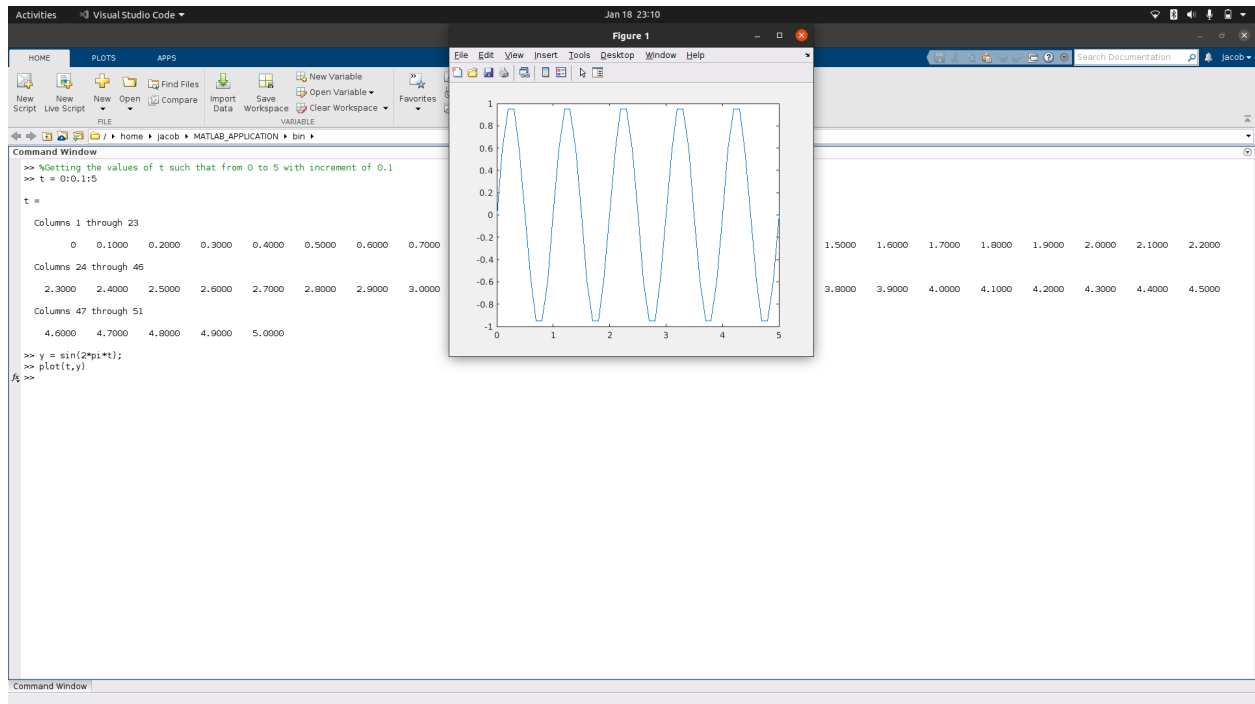 Activities Visual Studio Code Jan 18 23:10
Figure 1
HOME PLOTS APPS
File Edit View Insert Tools Desktop Window Help
Search Documentation Jacob
New Script
New Live Script
New
Open
Find Files
Compare
Import Data
Save Workspace
New Variable
Open Variable
Clear Workspace
Favorites
FILE VARIABLE
/ home jacob MATLAB_APPLICATION bin
Command Window
>> %Getting the values of t such that from 0 to 5 with increment of 0.1
>> t = 0:0.1:5
t =
Columns 1 through 23
0 0.1000 0.2000 0.3000 0.4000 0.5000 0.6000 0.7000 1.5000 1.6000 1.7000 1.8000 1.9000 2.0000 2.1000 2.2000
Columns 24 through 46
2.3000 2.4000 2.5000 2.6000 2.7000 2.8000 2.9000 3.0000 3.8000 3.9000 4.0000 4.1000 4.2000 4.3000 4.4000 4.5000
Columns 47 through 51
4.6000 4.7000 4.8000 4.9000 5.0000
>> y = sin(2*pi*t);
>> plot(t,y)
fx >>
1
0.8
0.6
0.4
0.2
0
-0.2
-0.4
-0.6
-0.8
-1
0 1 2 3 4 5
Command Window